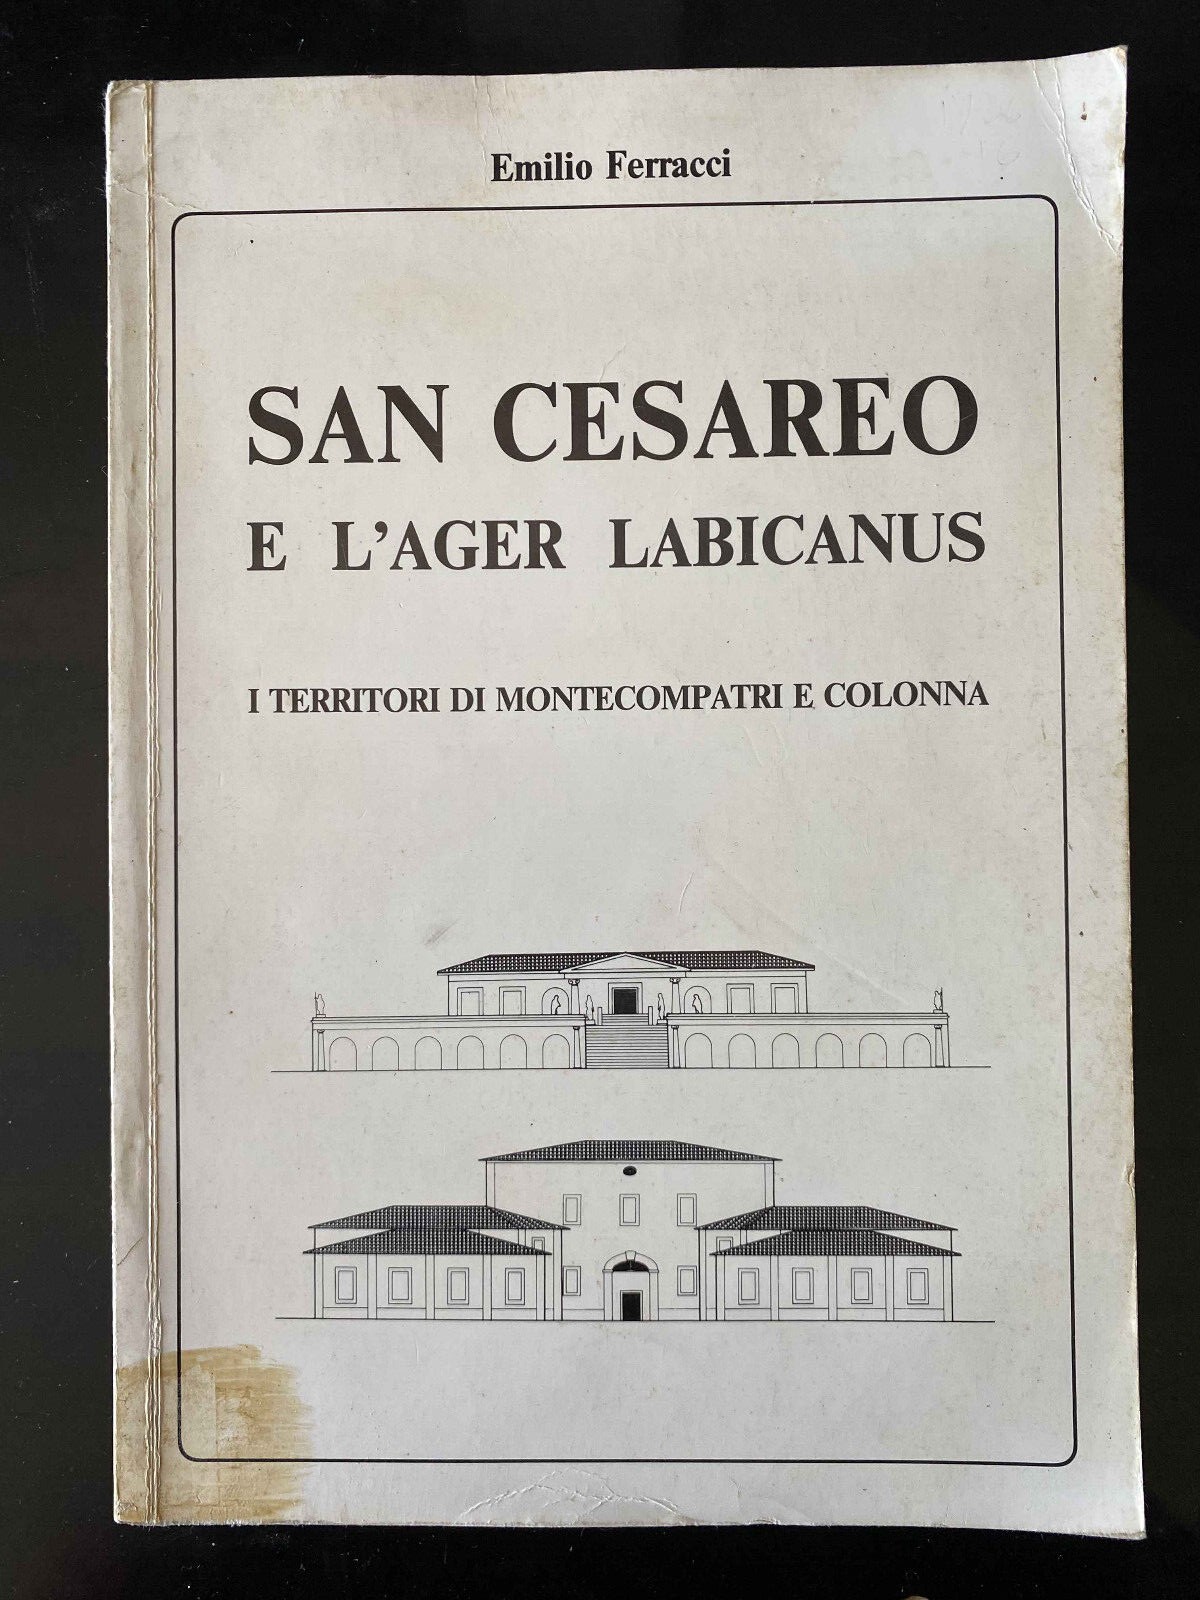 Emilio Ferracci
SAN CESAREO
E L'AGER LABICANUS
I TERRITORI DI MONTECOMPATRI E COLONNA